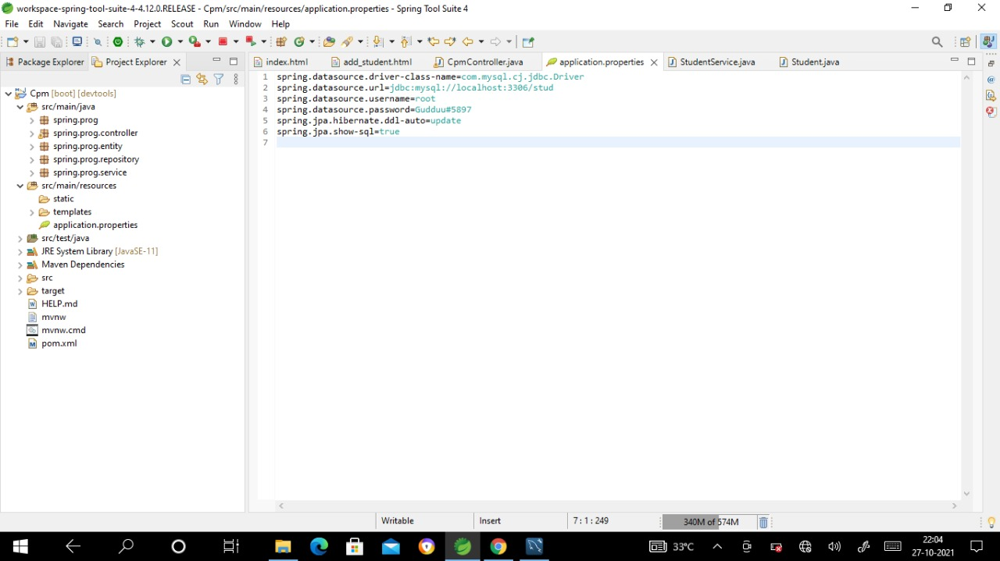 workspace-spring-tool-suite-4-4.12.0.RELEASE - Cpm/src/main/resources/application.properties - Spring Tool Suite 4
File Edit Navigate Search Project Scout Run Window Help
Package Explorer
Project Explorer
index.html
add_student.html
CpmController.java
application.properties
StudentService.java
Student.java
Cpm [boot] [devtools]
src/main/java
spring.prog
spring.prog.controller
spring.prog.entity
spring.prog.repository
spring.prog.service
src/main/resources
static
templates
application.properties
src/test/java
JRE System Library [JavaSE-11]
Maven Dependencies
src
target
HELP.md
mvnw
mvnw.cmd
pom.xml
1 spring.datasource.driver-class-name=com.mysql.cj.jdbc.Driver
2 spring.datasource.url=jdbc:mysql://localhost:3306/stud
3 spring.datasource.username=root
4 spring.datasource.password=Gudduu#5897
5 spring.jpa.hibernate.ddl-auto=update
6 spring.jpa.show-sql=true
7
Writable
Insert
7 : 1 : 249
340M of 574M
33°C
22:04
27-10-2021